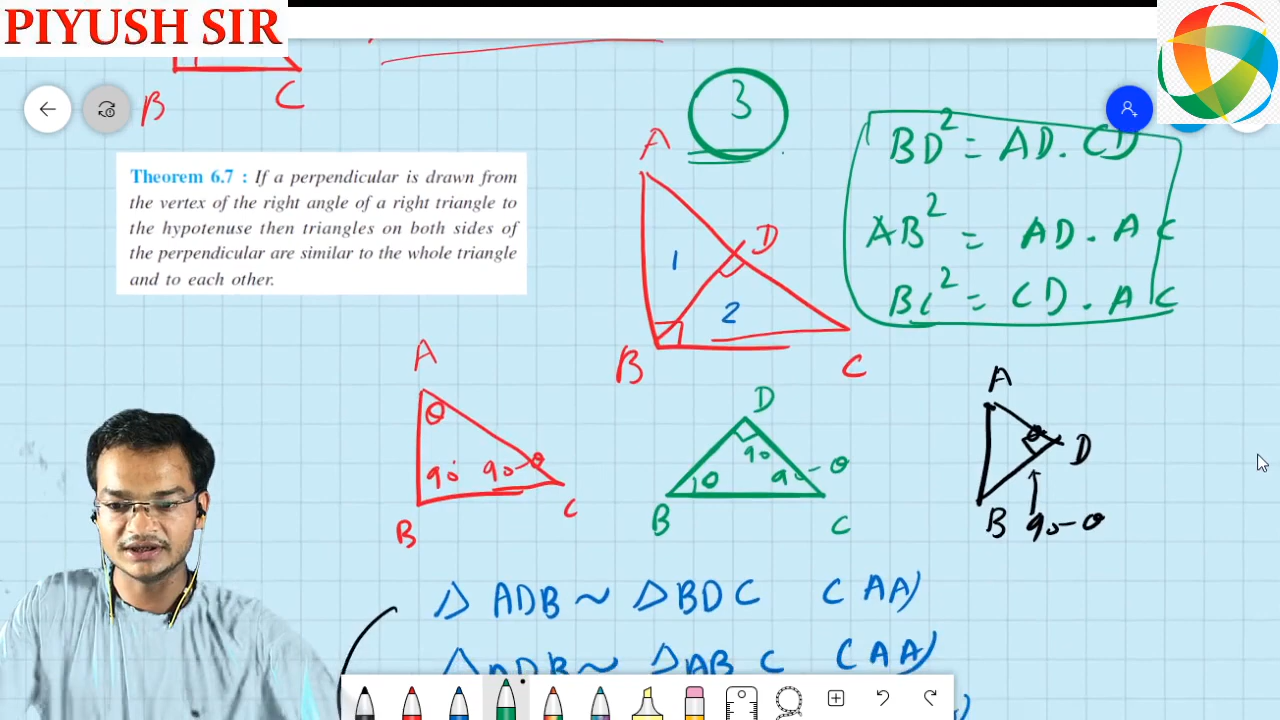 PIYUSH SIR
B
C
3
Theorem 6.7 : If a perpendicular is drawn from
the vertex of the right angle of a right triangle to
the hypotenuse then triangles on both sides of
the perpendicular are similar to the whole triangle
and to each other.
A
D
1
2
B
C
BD² = AD . CD
AB² = AD . AC
BC² = CD . AC
A
θ
90°
90-θ
B
C
D
90
θ
90-θ
B
C
A
θ
D
B
90-θ
△ ADB ~ △BDC (AA)
△ADB ~ △ABC (AA)